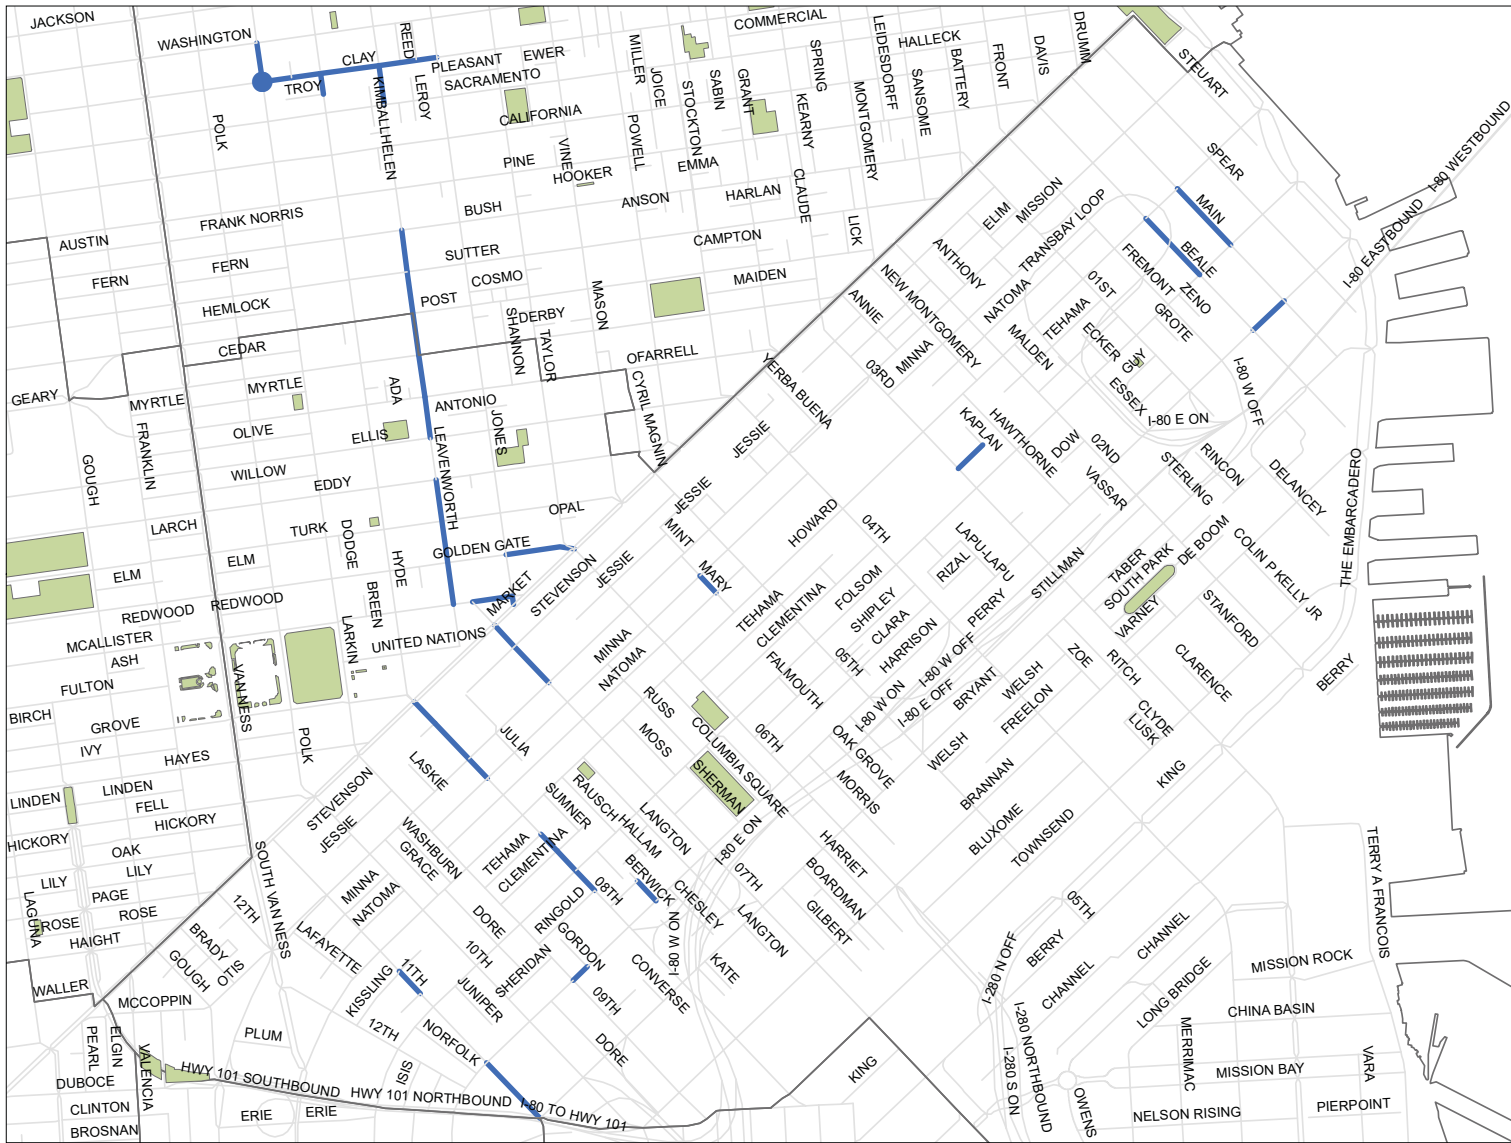 JACKSON
WASHINGTON
CLAY
REED
PLEASANT
EWER
COMMERCIAL
TROY
KIMBALL
HELEN
LEROY
SACRAMENTO
CALIFORNIA
POLK
MILLER
JOICE
STOCKTON
SABIN
GRANT
SPRING
KEARNY
LEIDESDORFF
HALLECK
MONTGOMERY
SANSOME
BATTERY
FRONT
DAVIS
DRUMM
STEUART
SPEAR
I-80 WESTBOUND
I-80 EASTBOUND
PINE
VINE
HOOKER
POWELL
EMMA
ANSON
HARLAN
CLAUDE
LICK
FRANK NORRIS
BUSH
AUSTIN
FERN
FERN
SUTTER
COSMO
CAMPTON
MAIDEN
HEMLOCK
POST
DERBY
SHANNON
TAYLOR
MASON
OFARRELL
CEDAR
CYRIL MAGNIN
YERBA BUENA
GEARY
MYRTLE
MYRTLE
ADA
ANTONIO
JONES
OLIVE
ELLIS
FRANKLIN
GOUGH
WILLOW
EDDY
LEAVENWORTH
OPAL
LARCH
TURK
DODGE
HYDE
GOLDEN GATE
ELM
ELM
REDWOOD
REDWOOD
BREEN
LARKIN
MARKET
STEVENSON
JESSIE
JESSIE
JESSIE
MINT
MARY
MCALLISTER
ASH
FULTON
UNITED NATIONS
VAN NESS
BIRCH
GROVE
IVY
HAYES
POLK
LINDEN
LINDEN
FELL
HICKORY
HICKORY
OAK
LILY
LILY
PAGE
ROSE
ROSE
LAGUNA
HAIGHT
WALLER
ELIM
MISSION
ANTHONY
TRANSBAY LOOP
MAIN
BEALE
FREMONT
ZENO
GROTE
NEW MONTGOMERY
ANNIE
NATOMA
01ST
TEHAMA
MALDEN
ECKER
GUY
ESSEX
03RD
MINNA
I-80 W OFF
I-80 E ON
KAPLAN
HAWTHORNE
DOW
02ND
VASSAR
STERLING
RINCON
DELANCEY
THE EMBARCADERO
HOWARD
04TH
LAPU-LAPU
RIZAL
STILLMAN
TABER
SOUTH PARK
DE BOOM
COLIN P KELLY JR
VARNEY
STANFORD
TEHAMA
CLEMENTINA
FOLSOM
SHIPLEY
CLARA
HARRISON
PERRY
05TH
FALMOUTH
I-80 W OFF
I-80 W ON
I-80 E OFF
BRYANT
WELSH
FREELON
ZOE
RITCH
CLARENCE
BERRY
MINNA
NATOMA
RUSS
MOSS
COLUMBIA SQUARE
SHERMAN
06TH
OAK GROVE
MORRIS
WELSH
BRANNAN
BLUXOME
TOWNSEND
CLYDE
LUSK
KING
JULIA
LASKIE
STEVENSON
JESSIE
WASHBURN
GRACE
RAUSCH
SUMNER
HALLAM
LANGTON
TEHAMA
CLEMENTINA
BERWICK
CHESLEY
I-80 E ON
07TH
HARRIET
BOARDMAN
GILBERT
LANGTON
MINNA
NATOMA
08TH
RINGOLD
GORDON
DORE
10TH
SHERIDAN
JUNIPER
I-80 W ON
CONVERSE
KATE
12TH
BRADY
GOUGH
OTIS
SOUTH VAN NESS
LAFAYETTE
KISSLING
11TH
12TH
NORFOLK
09TH
DORE
MCCOPPIN
PLUM
ISIS
PEARL
ELGIN
VALENCIA
DUBOCE
CLINTON
BROSNAN
HWY 101 SOUTHBOUND
HWY 101 NORTHBOUND
I-80 TO HWY 101
ERIE
ERIE
KING
05TH
BERRY
CHANNEL
CHANNEL
LONG BRIDGE
I-280 N OFF
I-280 NORTHBOUND
I-280 S ON
OWENS
MERRIMAC
MISSION ROCK
CHINA BASIN
MISSION BAY
NELSON RISING
PIERPOINT
VARA
TERRY A FRANCOIS